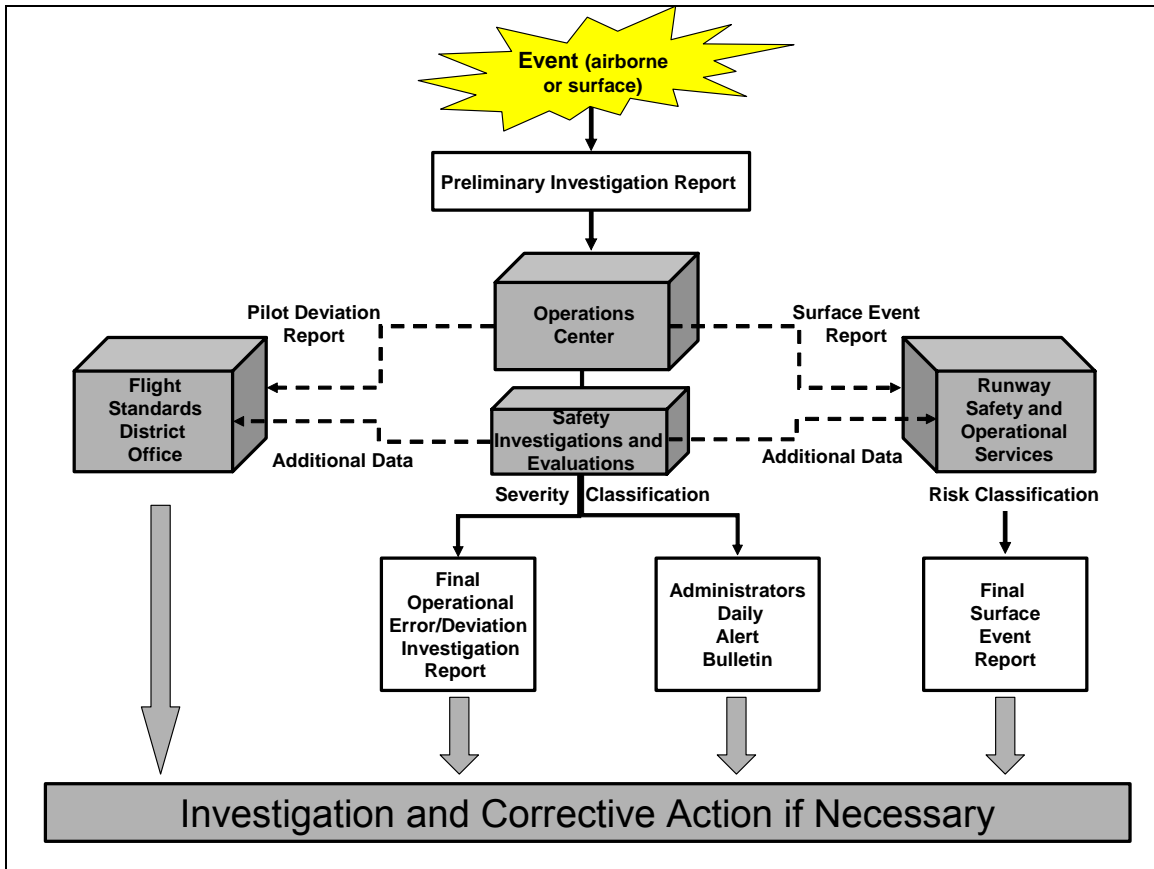 Event (airborne
or surface)
Preliminary Investigation Report
Operations
Center
Pilot Deviation
Report
Surface Event
Report
Flight
Standards
District
Office
Safety
Investigations and
Evaluations
Runway
Safety and
Operational
Services
Additional Data
Additional Data
Severity Classification
Risk Classification
Final
Operational
Error/Deviation
Investigation
Report
Administrators
Daily
Alert
Bulletin
Final
Surface
Event
Report
Investigation and Corrective Action if Necessary